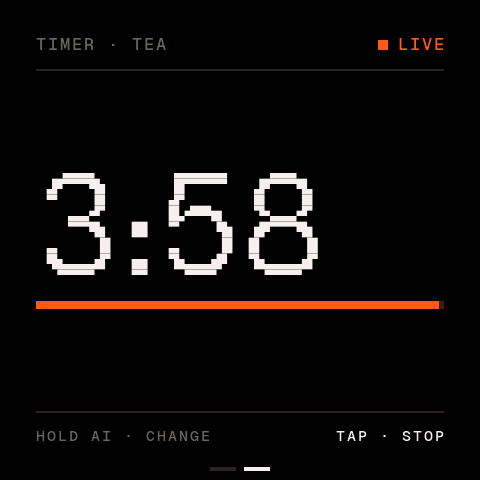 TIMER · TEA
LIVE
3:58
HOLD AI · CHANGE
TAP · STOP